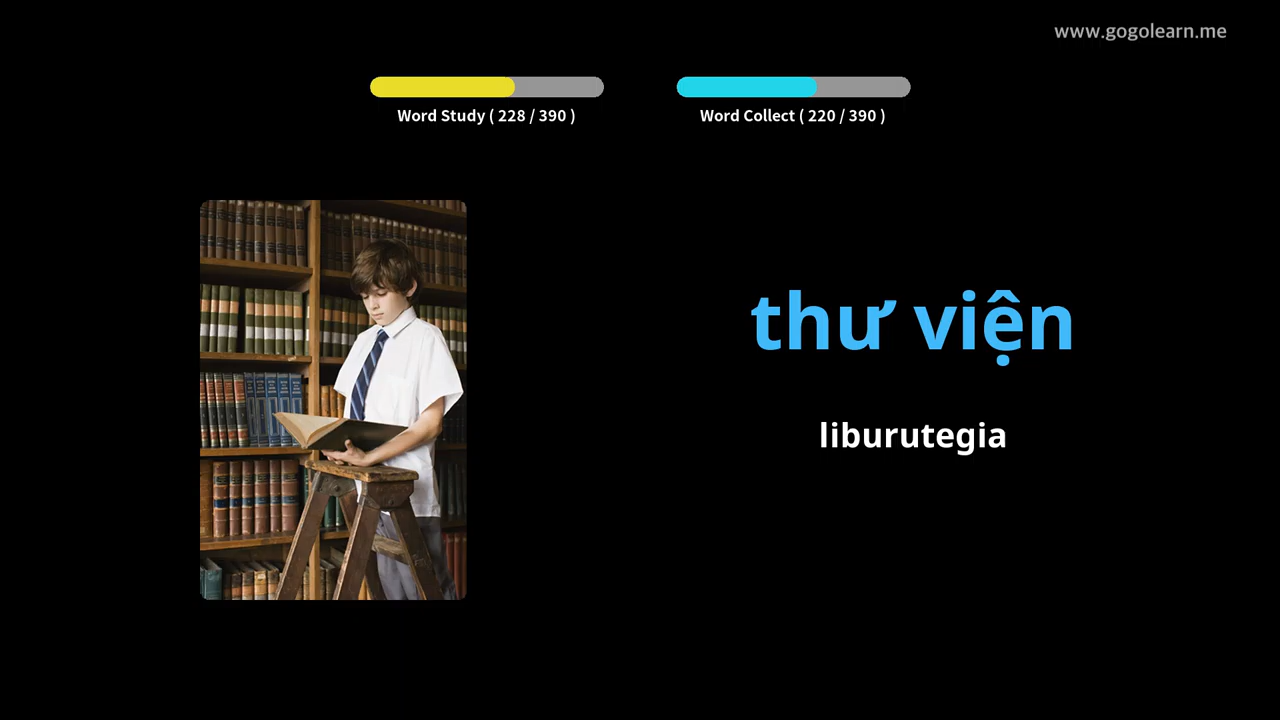 www.gogolearn.me
Word Study ( 228 / 390 )
Word Collect ( 220 / 390 )
thư viện
liburutegia